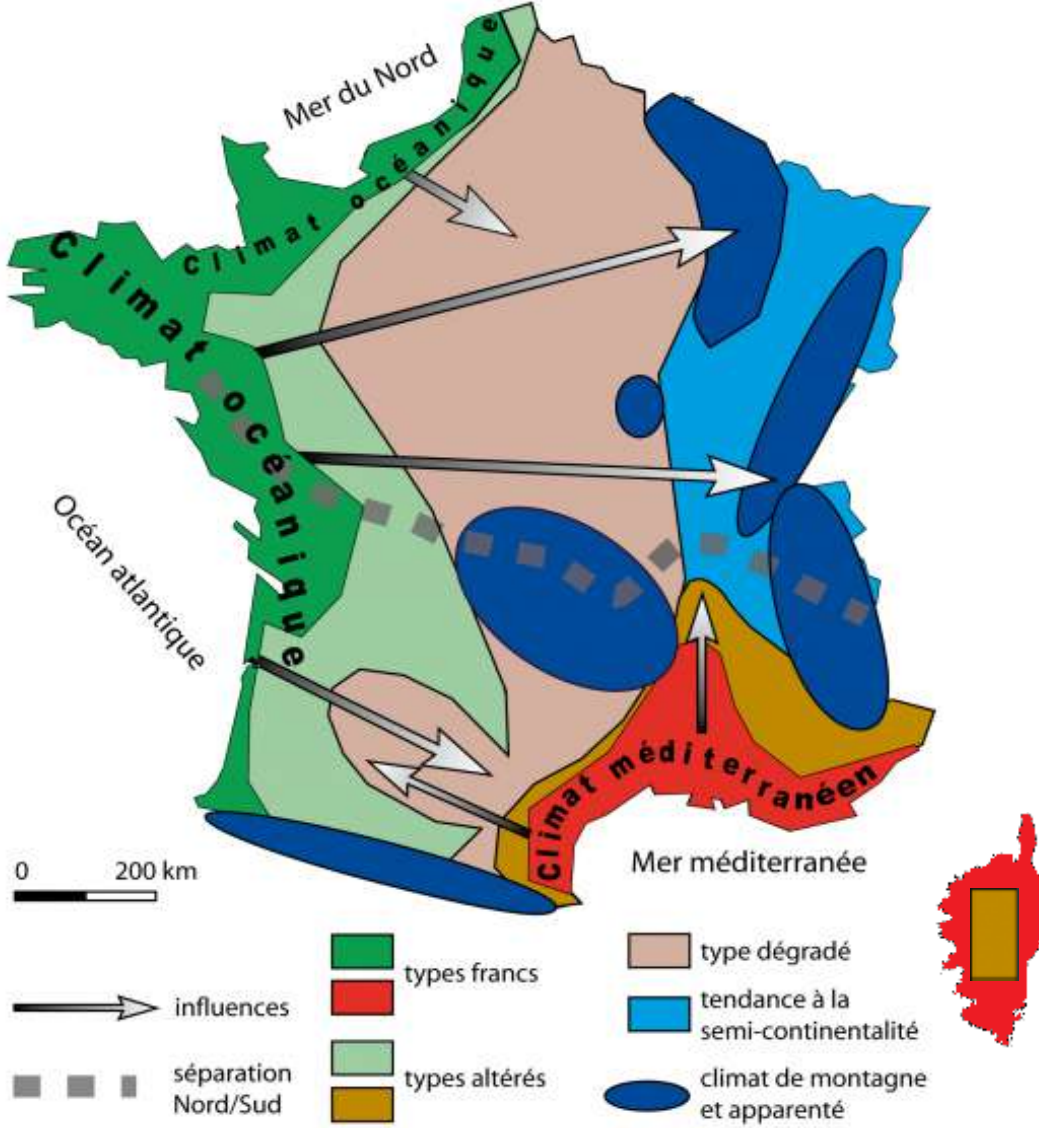 Mer du Nord
Climat océanique
Climat océanique
Océan atlantique
Climat méditerranéen
Mer méditerranée
0 200 km
influences
séparation
Nord/Sud
types francs
types altérés
type dégradé
tendance à la
semi-continentalité
climat de montagne
et apparenté